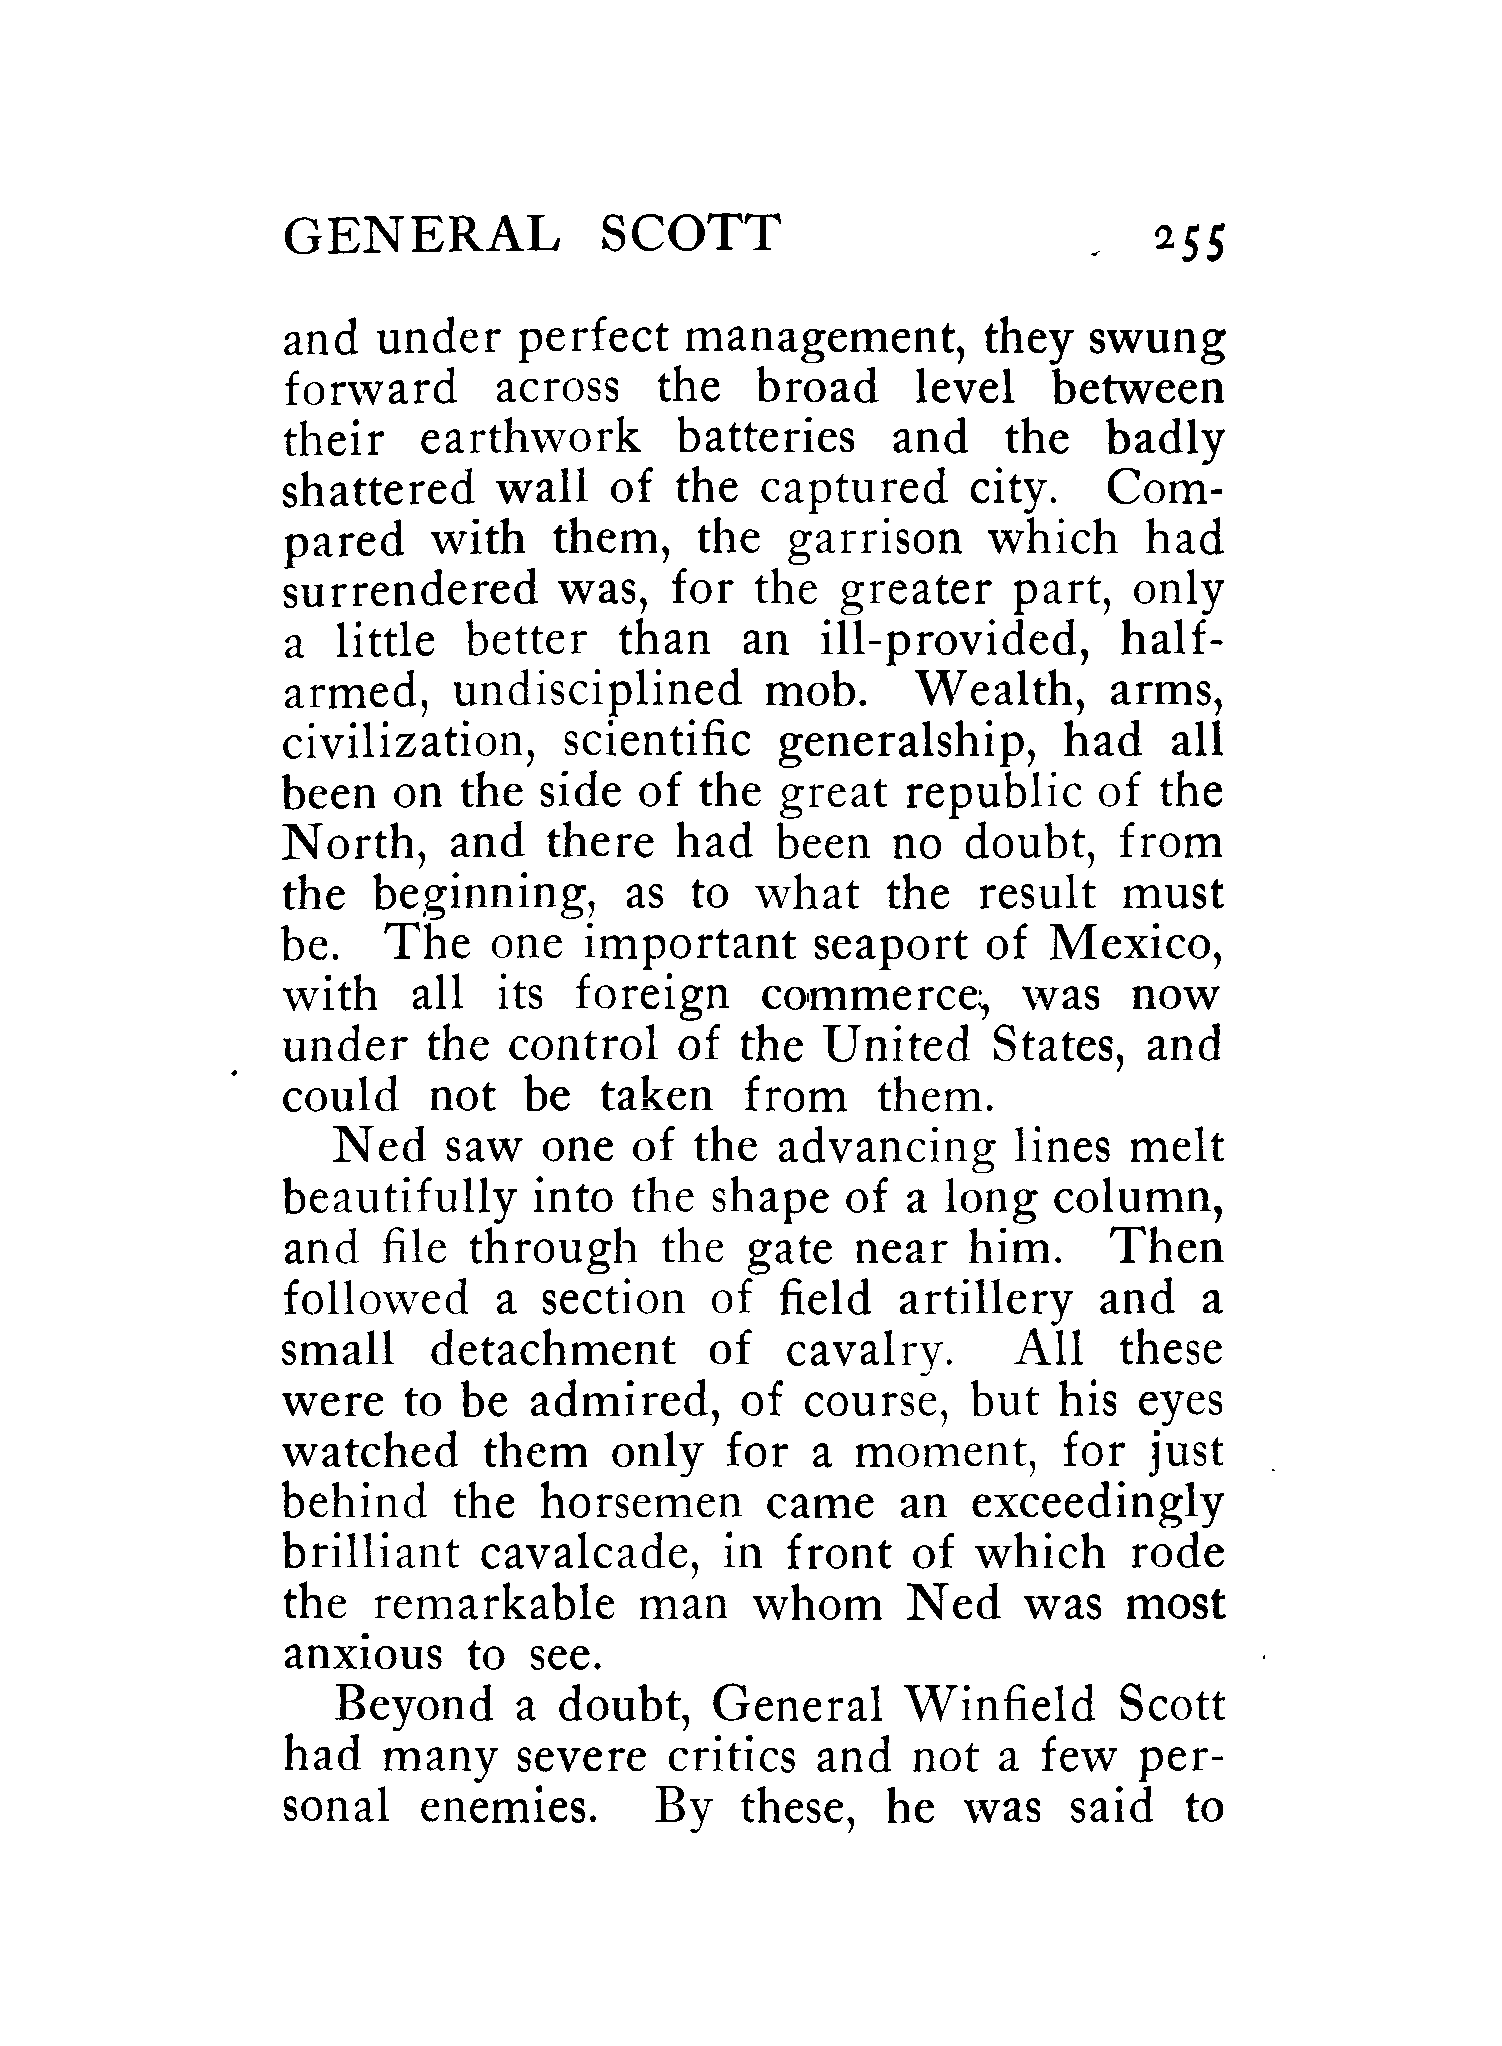 GENERAL SCOTT 255
and under perfect management, they swung
forward across the broad level between
their earthwork batteries and the badly
shattered wall of the captured city. Com-
pared with them, the garrison which had
surrendered was, for the greater part, only
a little better than an ill-provided, half-
armed, undisciplined mob. Wealth, arms,
civilization, scientific generalship, had all
been on the side of the great republic of the
North, and there had been no doubt, from
the beginning, as to what the result must
be. The one important seaport of Mexico,
with all its foreign commerce, was now
under the control of the United States, and
could not be taken from them.
Ned saw one of the advancing lines melt
beautifully into the shape of a long column,
and file through the gate near him. Then
followed a section of field artillery and a
small detachment of cavalry. All these
were to be admired, of course, but his eyes
watched them only for a moment, for just
behind the horsemen came an exceedingly
brilliant cavalcade, in front of which rode
the remarkable man whom Ned was most
anxious to see.
Beyond a doubt, General Winfield Scott
had many severe critics and not a few per-
sonal enemies. By these, he was said to